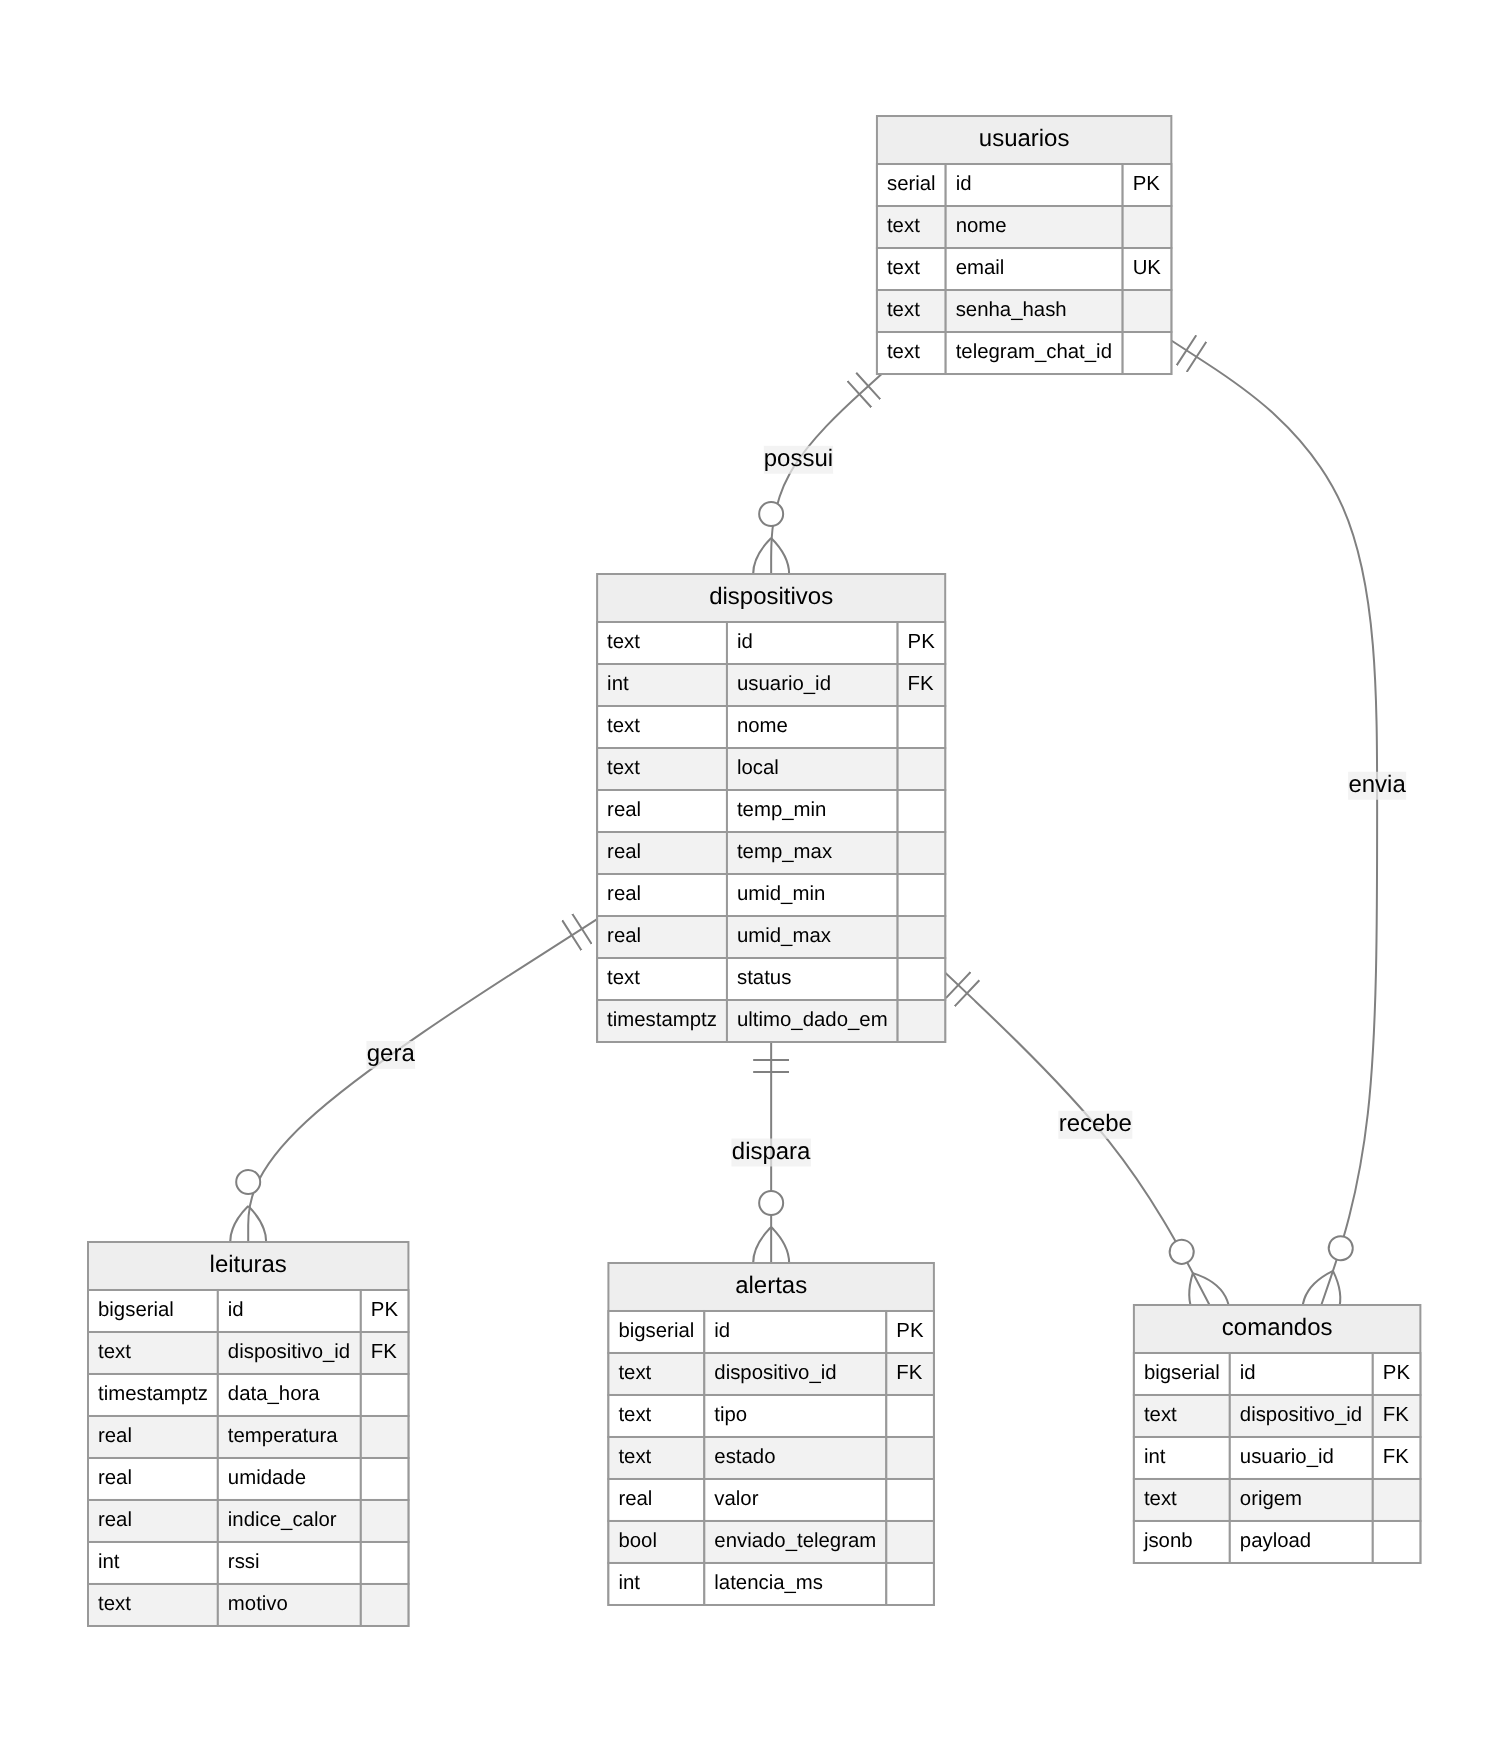 usuarios
serial id PK
text nome
text email UK
text senha_hash
text telegram_chat_id
possui
dispositivos
text id PK
int usuario_id FK
text nome
text local
real temp_min
real temp_max
real umid_min
real umid_max
text status
timestamptz ultimo_dado_em
envia
gera
dispara
recebe
leituras
bigserial id PK
text dispositivo_id FK
timestamptz data_hora
real temperatura
real umidade
real indice_calor
int rssi
text motivo
alertas
bigserial id PK
text dispositivo_id FK
text tipo
text estado
real valor
bool enviado_telegram
int latencia_ms
comandos
bigserial id PK
text dispositivo_id FK
int usuario_id FK
text origem
jsonb payload